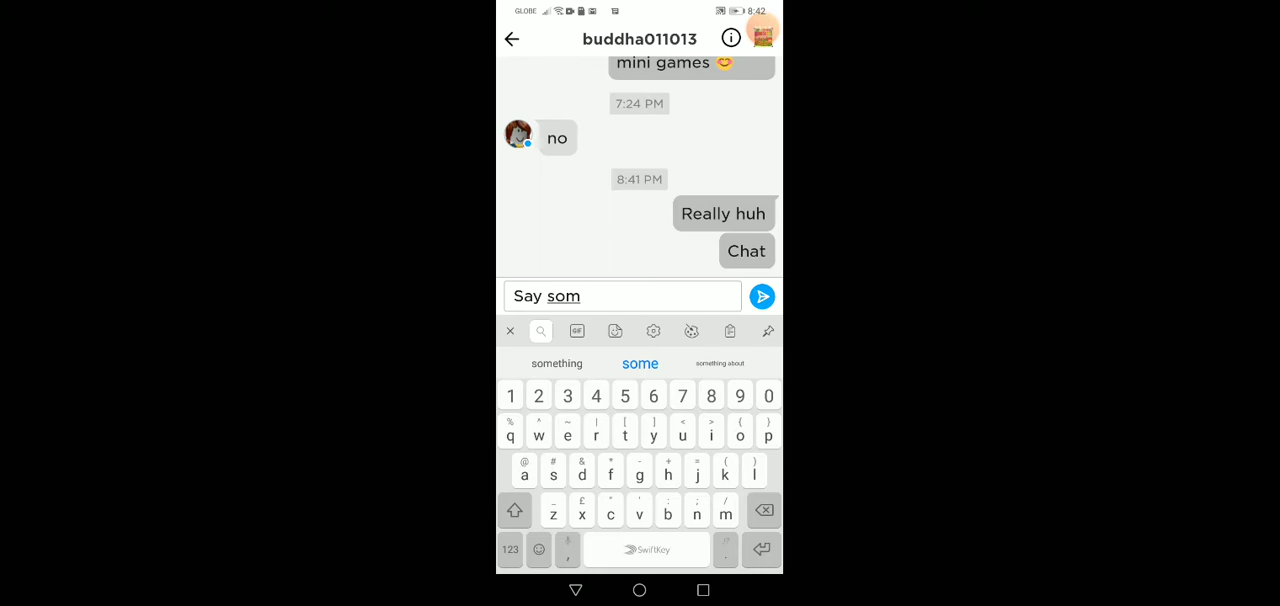 GLOBE 8:42
buddha011013
mini games 😊
7:24 PM
no
8:41 PM
Really huh
Chat
Say som
GIF
something some something about
1 2 3 4 5 6 7 8 9 0
% ^ ~ | [ ] < > { }
q w e r t y u i o p
@ # & * - + = ( )
a s d f g h j k l
_ £ " ' : ; /
z x c v b n m
123 , SwiftKey .